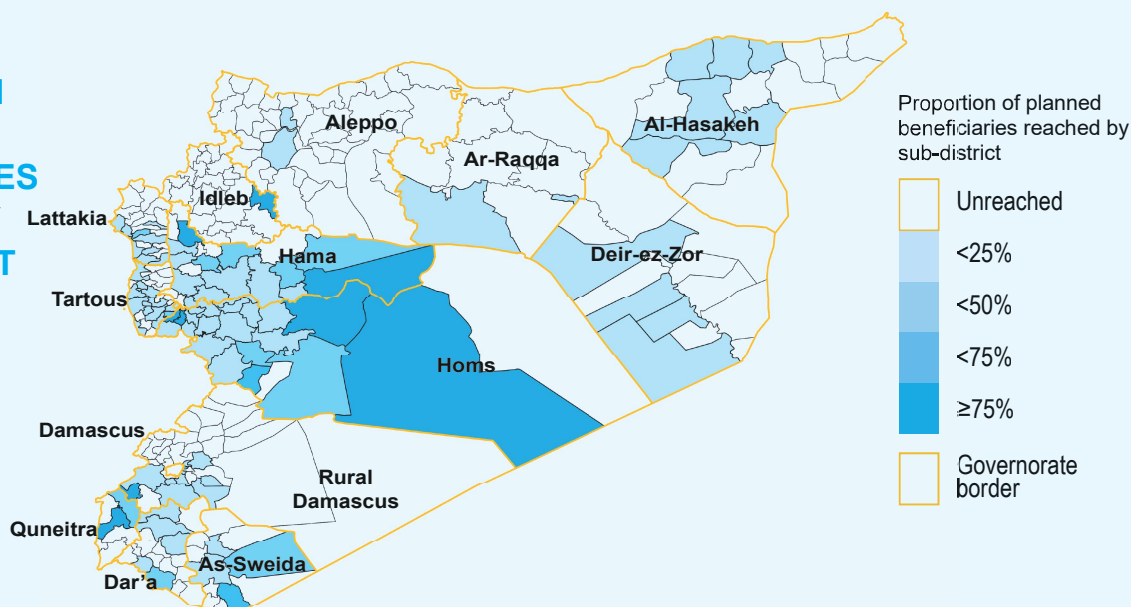 ES
T
Aleppo
Al-Hasakeh
Ar-Raqqa
Idleb
Lattakia
Hama
Deir-ez-Zor
Tartous
Homs
Damascus
Rural
Damascus
Quneitra
As-Sweida
Dar'a
Proportion of planned
beneficiaries reached by
sub-district
Unreached
<25%
<50%
<75%
≥75%
Governorate
border